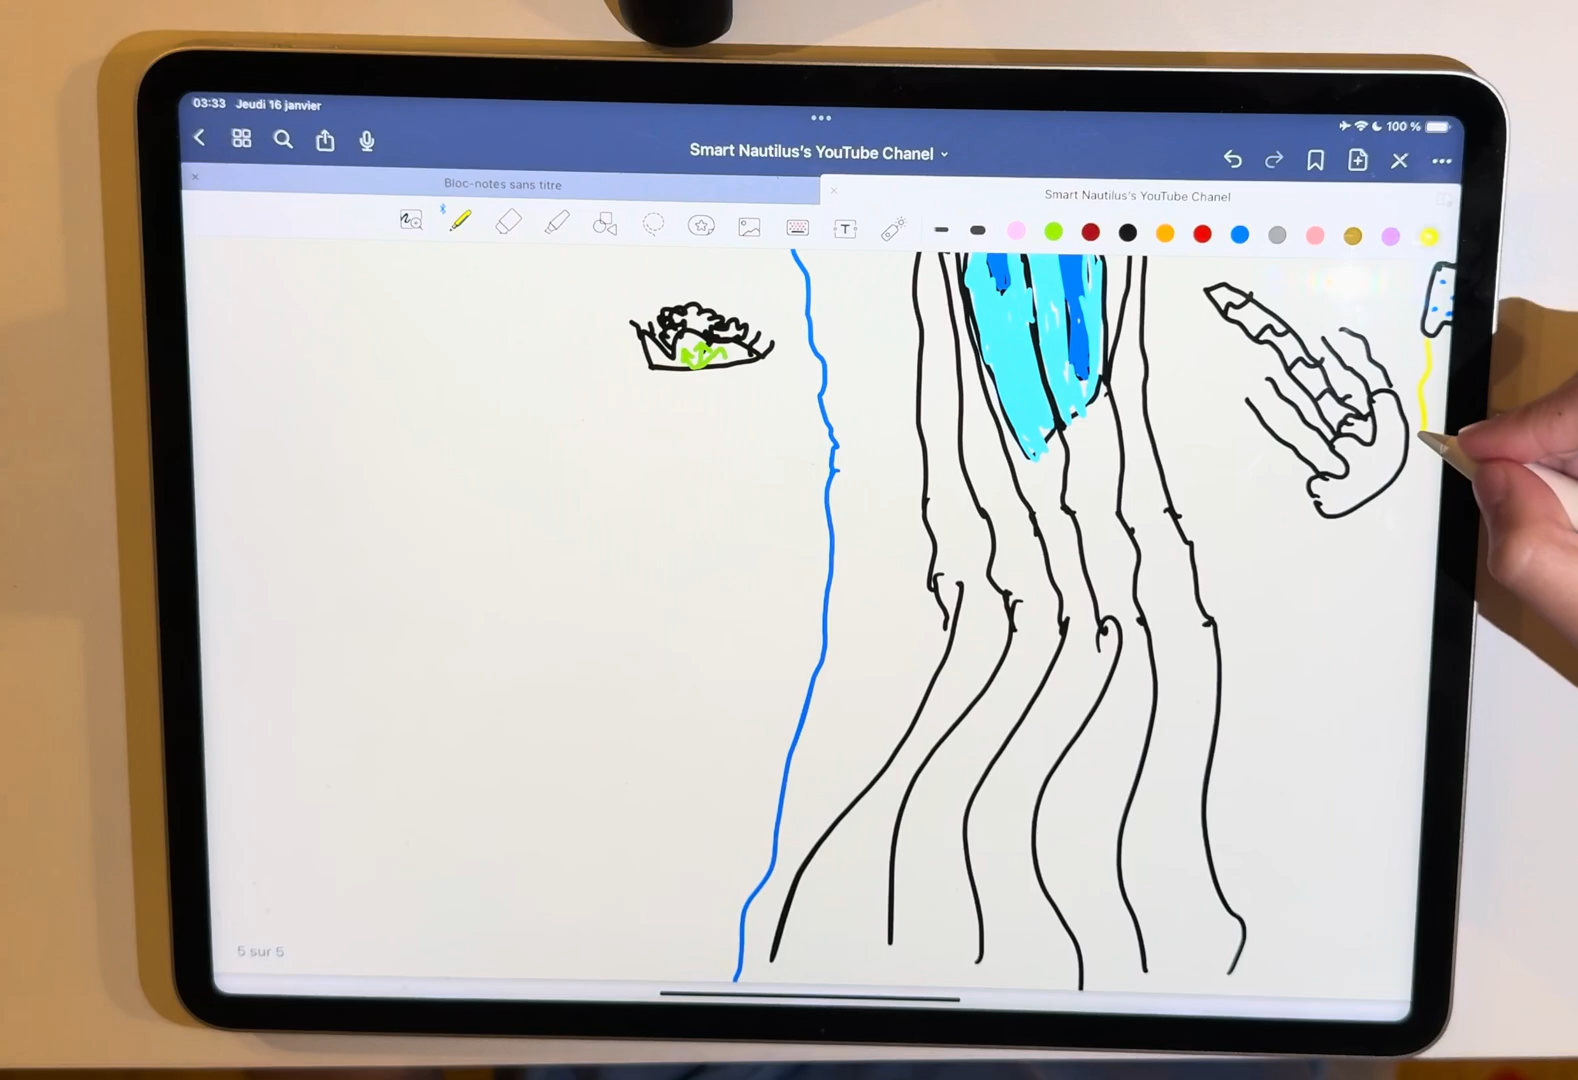 03:33 Jeudi 16 janvier
100 %
Smart Nautilus's YouTube Chanel
Bloc-notes sans titre
Smart Nautilus's YouTube Chanel
T
5 sur 5